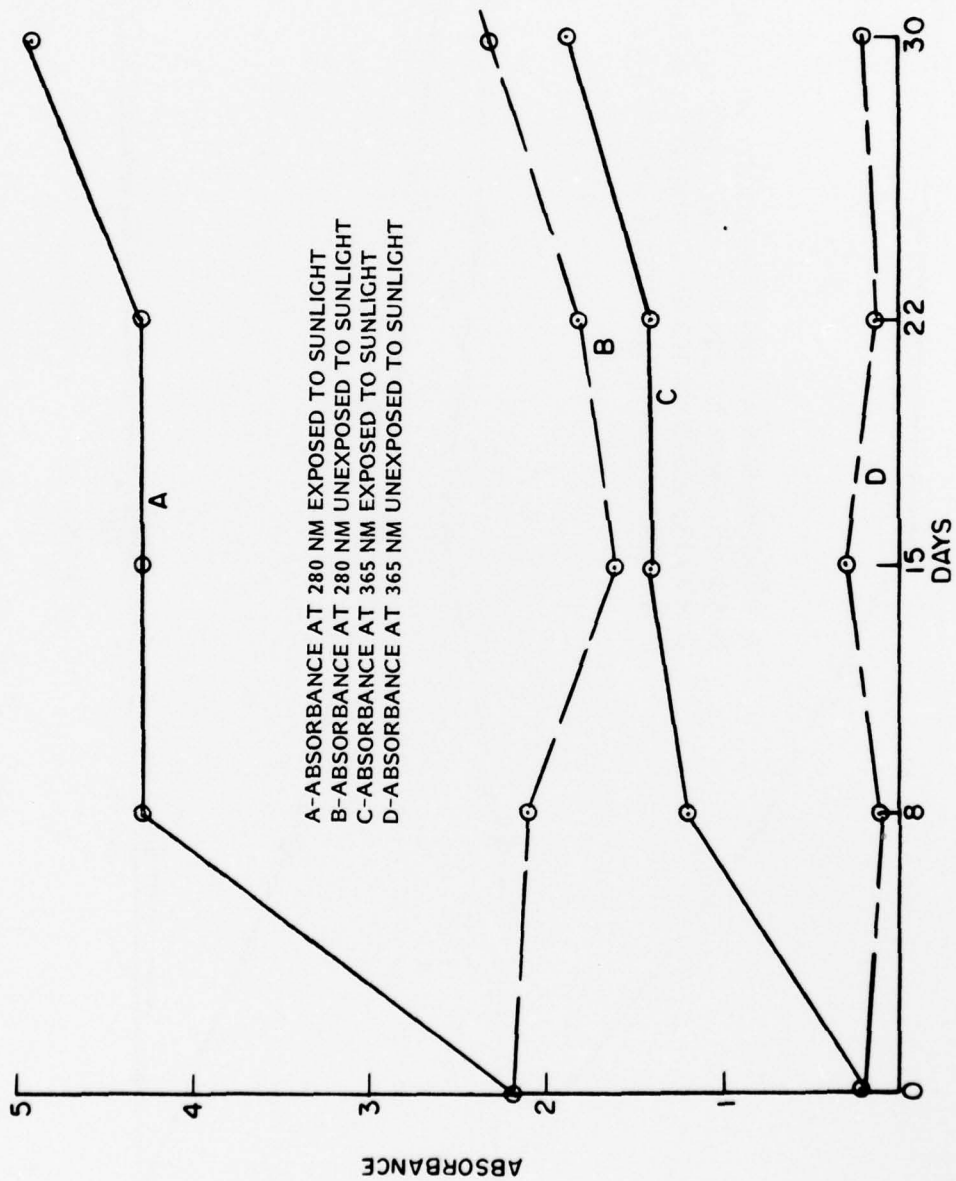 ABSORBANCE
5
4
3
2
1
A
A-ABSORBANCE AT 280 NM EXPOSED TO SUNLIGHT
B-ABSORBANCE AT 280 NM UNEXPOSED TO SUNLIGHT
C-ABSORBANCE AT 365 NM EXPOSED TO SUNLIGHT
D-ABSORBANCE AT 365 NM UNEXPOSED TO SUNLIGHT
B
C
D
0 8 15 22 30
DAYS